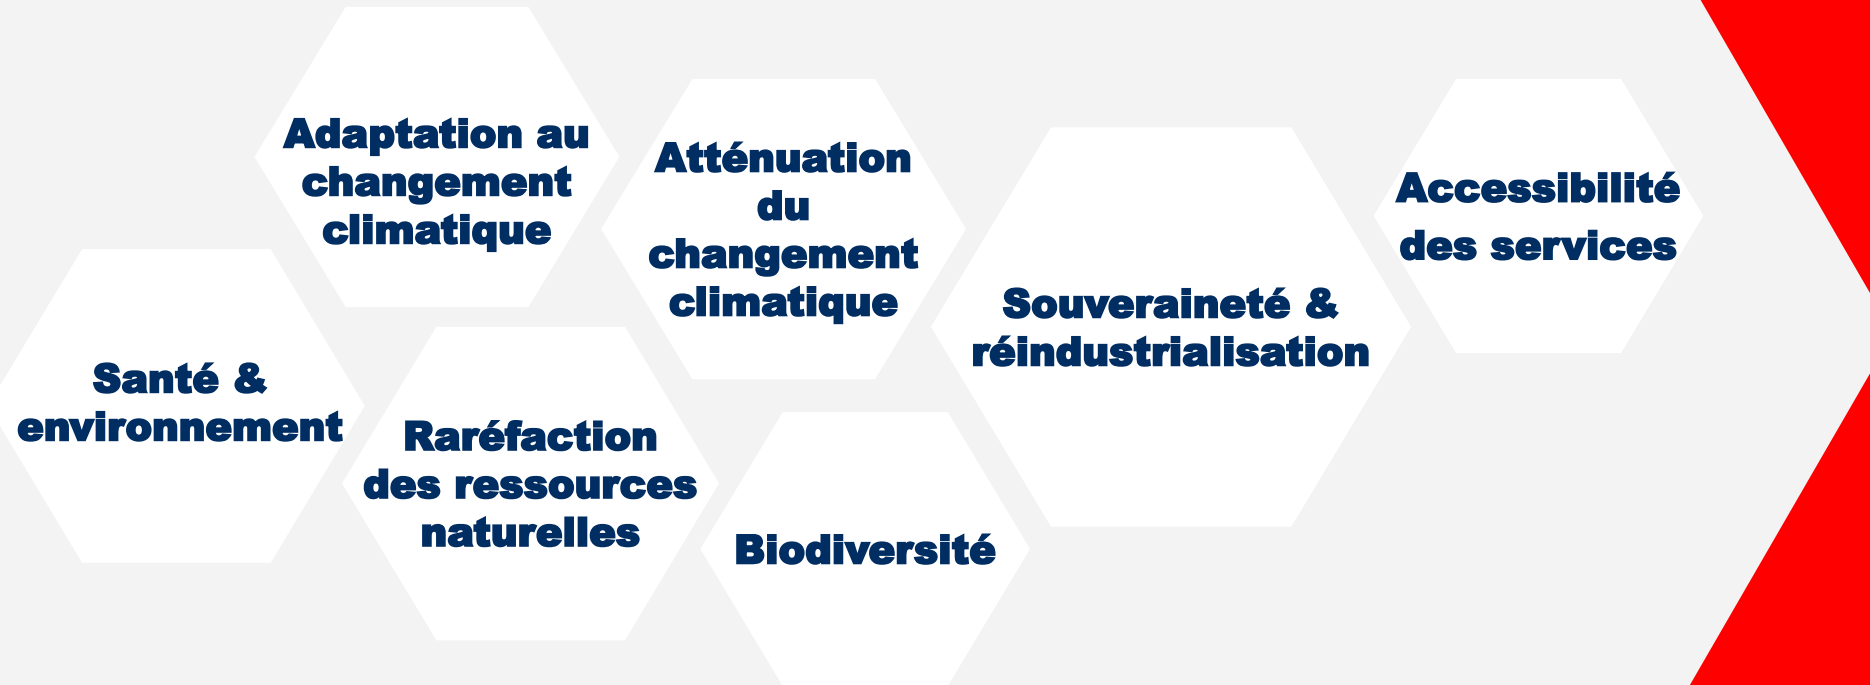 Adaptation au
changement
climatique
Atténuation
du
changement
climatique
Accessibilité
des services
Souveraineté &
réindustrialisation
Santé &
environnement
Raréfaction
des ressources
naturelles
Biodiversité